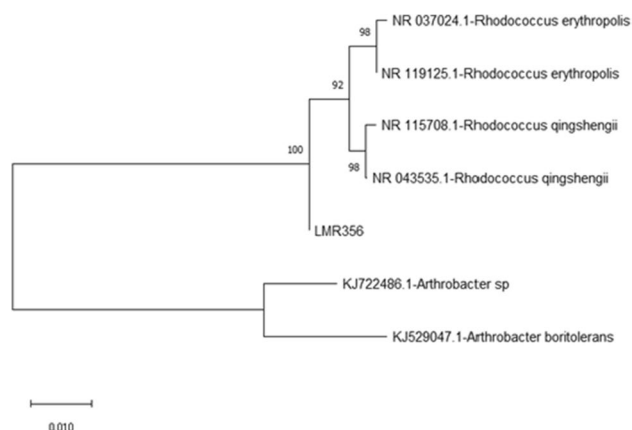 98
NR 037024.1-Rhodococcus erythropolis
NR 119125.1-Rhodococcus erythropolis
92
NR 115708.1-Rhodococcus qingshengii
98
NR 043535.1-Rhodococcus qingshengii
100
LMR356
KJ722486.1-Arthrobacter sp
KJ529047.1-Arthrobacter boritolerans
0.010